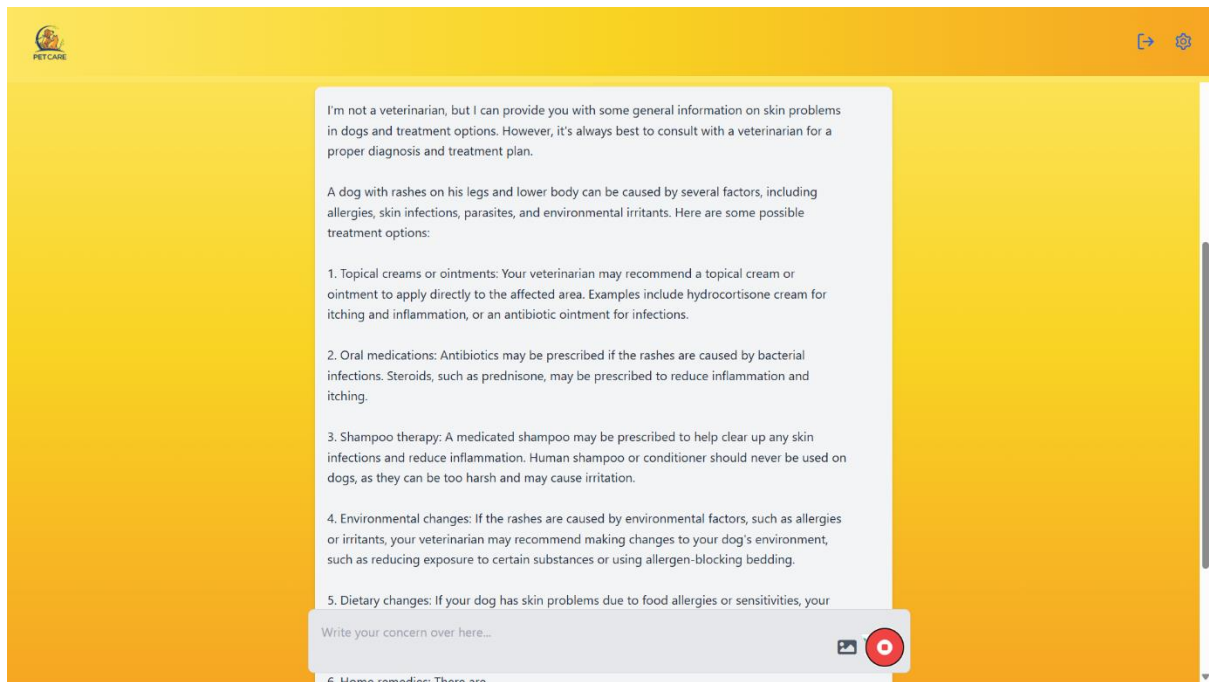 PET CARE
I'm not a veterinarian, but I can provide you with some general information on skin problems
in dogs and treatment options. However, it's always best to consult with a veterinarian for a
proper diagnosis and treatment plan.
A dog with rashes on his legs and lower body can be caused by several factors, including
allergies, skin infections, parasites, and environmental irritants. Here are some possible
treatment options:
1. Topical creams or ointments: Your veterinarian may recommend a topical cream or
ointment to apply directly to the affected area. Examples include hydrocortisone cream for
itching and inflammation, or an antibiotic ointment for infections.
2. Oral medications: Antibiotics may be prescribed if the rashes are caused by bacterial
infections. Steroids, such as prednisone, may be prescribed to reduce inflammation and
itching.
3. Shampoo therapy: A medicated shampoo may be prescribed to help clear up any skin
infections and reduce inflammation. Human shampoo or conditioner should never be used on
dogs, as they can be too harsh and may cause irritation.
4. Environmental changes: If the rashes are caused by environmental factors, such as allergies
or irritants, your veterinarian may recommend making changes to your dog's environment,
such as reducing exposure to certain substances or using allergen-blocking bedding.
5. Dietary changes: If your dog has skin problems due to food allergies or sensitivities, your
Write your concern over here...
6. Home remedies: There are